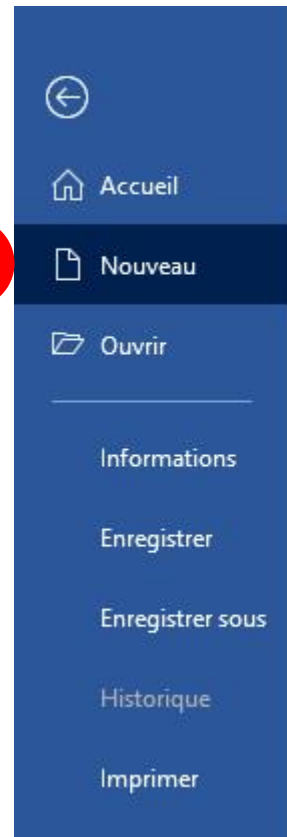 Accueil
Nouveau
Ouvrir
Informations
Enregistrer
Enregistrer sous
Historique
Imprimer